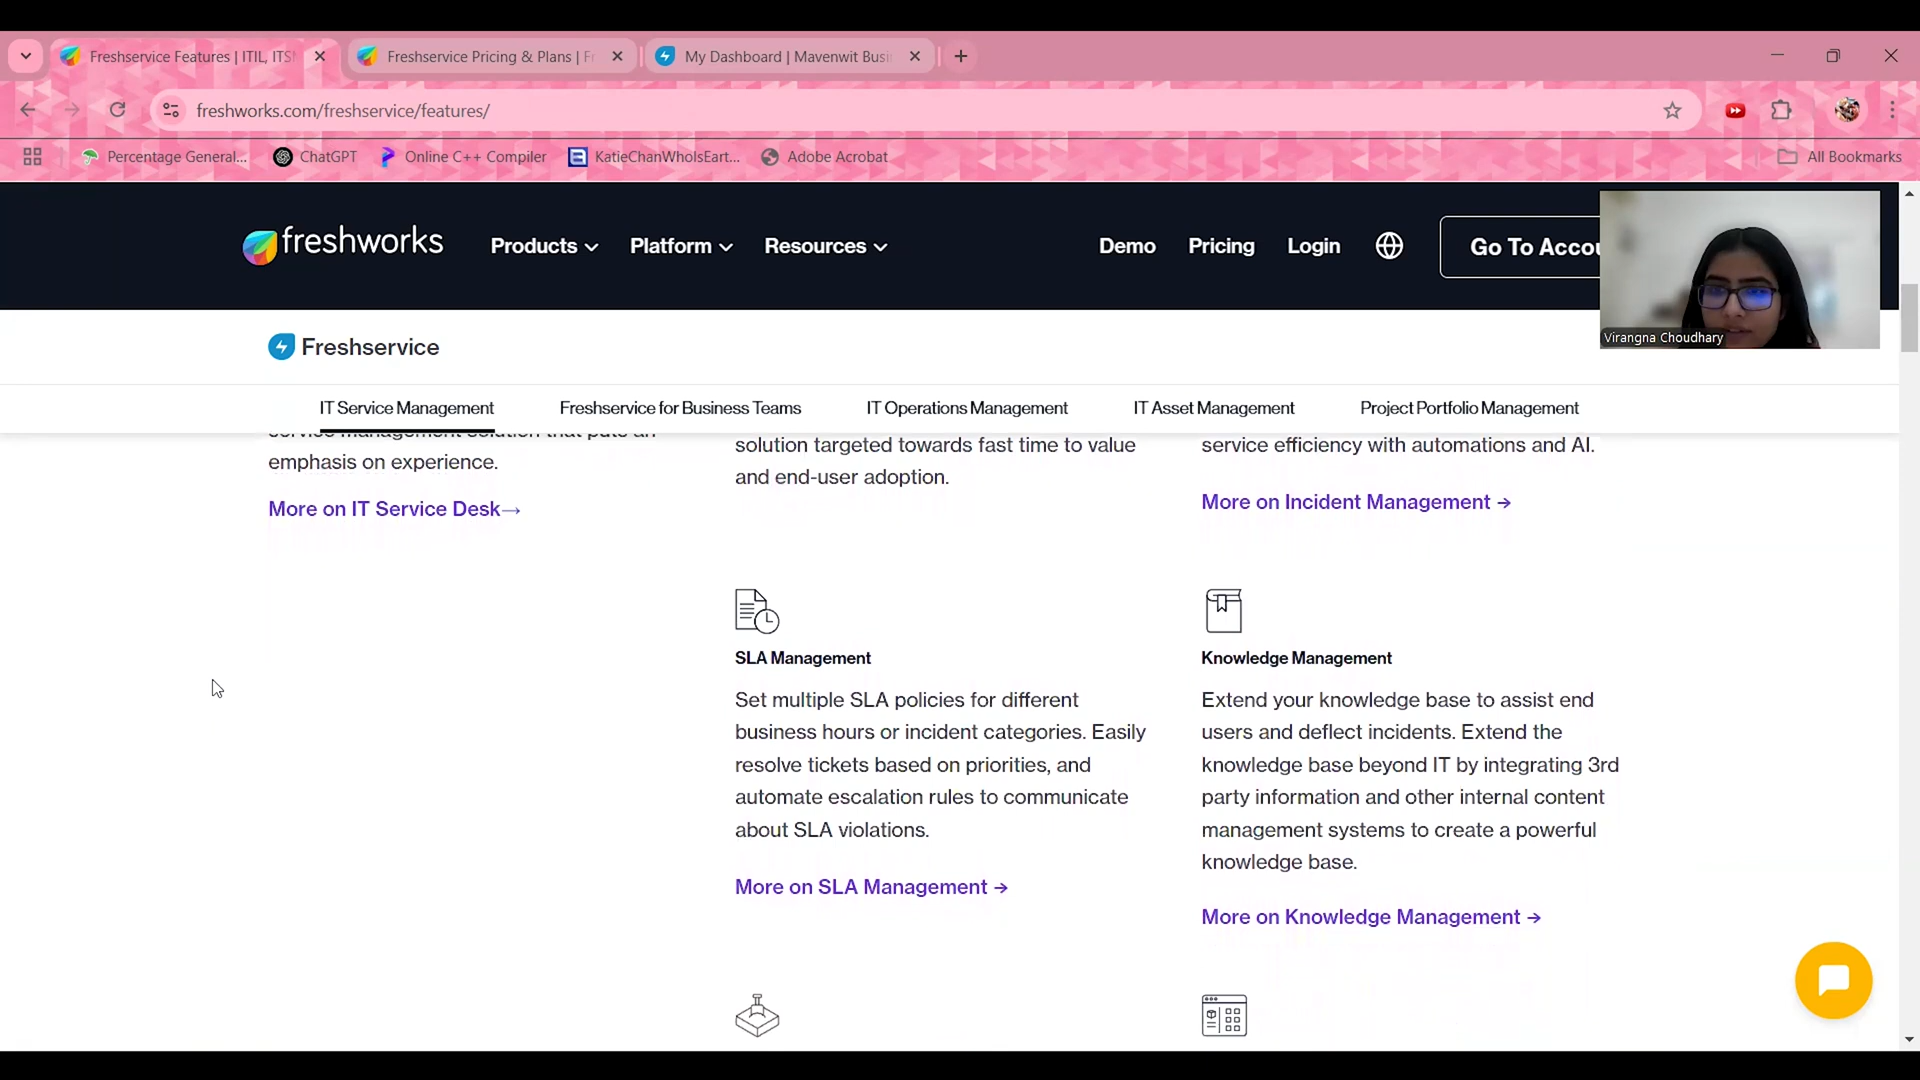 Freshservice Features | ITIL, ITS
Freshservice Pricing & Plans | Fr
My Dashboard | Mavenwit Busi
freshworks.com/freshservice/features/
Percentage General...
ChatGPT
Online C++ Compiler
KatieChanWhoIsEart...
Adobe Acrobat
All Bookmarks
freshworks
Products
Platform
Resources
Demo
Pricing
Login
Go To Accou
Virangna Choudhary
Freshservice
IT Service Management
Freshservice for Business Teams
IT Operations Management
IT Asset Management
Project Portfolio Management
service management solution that puts an
emphasis on experience.
More on IT Service Desk→
solution targeted towards fast time to value
and end-user adoption.
service efficiency with automations and AI.
More on Incident Management →
SLA Management
Set multiple SLA policies for different
business hours or incident categories. Easily
resolve tickets based on priorities, and
automate escalation rules to communicate
about SLA violations.
More on SLA Management →
Knowledge Management
Extend your knowledge base to assist end
users and deflect incidents. Extend the
knowledge base beyond IT by integrating 3rd
party information and other internal content
management systems to create a powerful
knowledge base.
More on Knowledge Management →